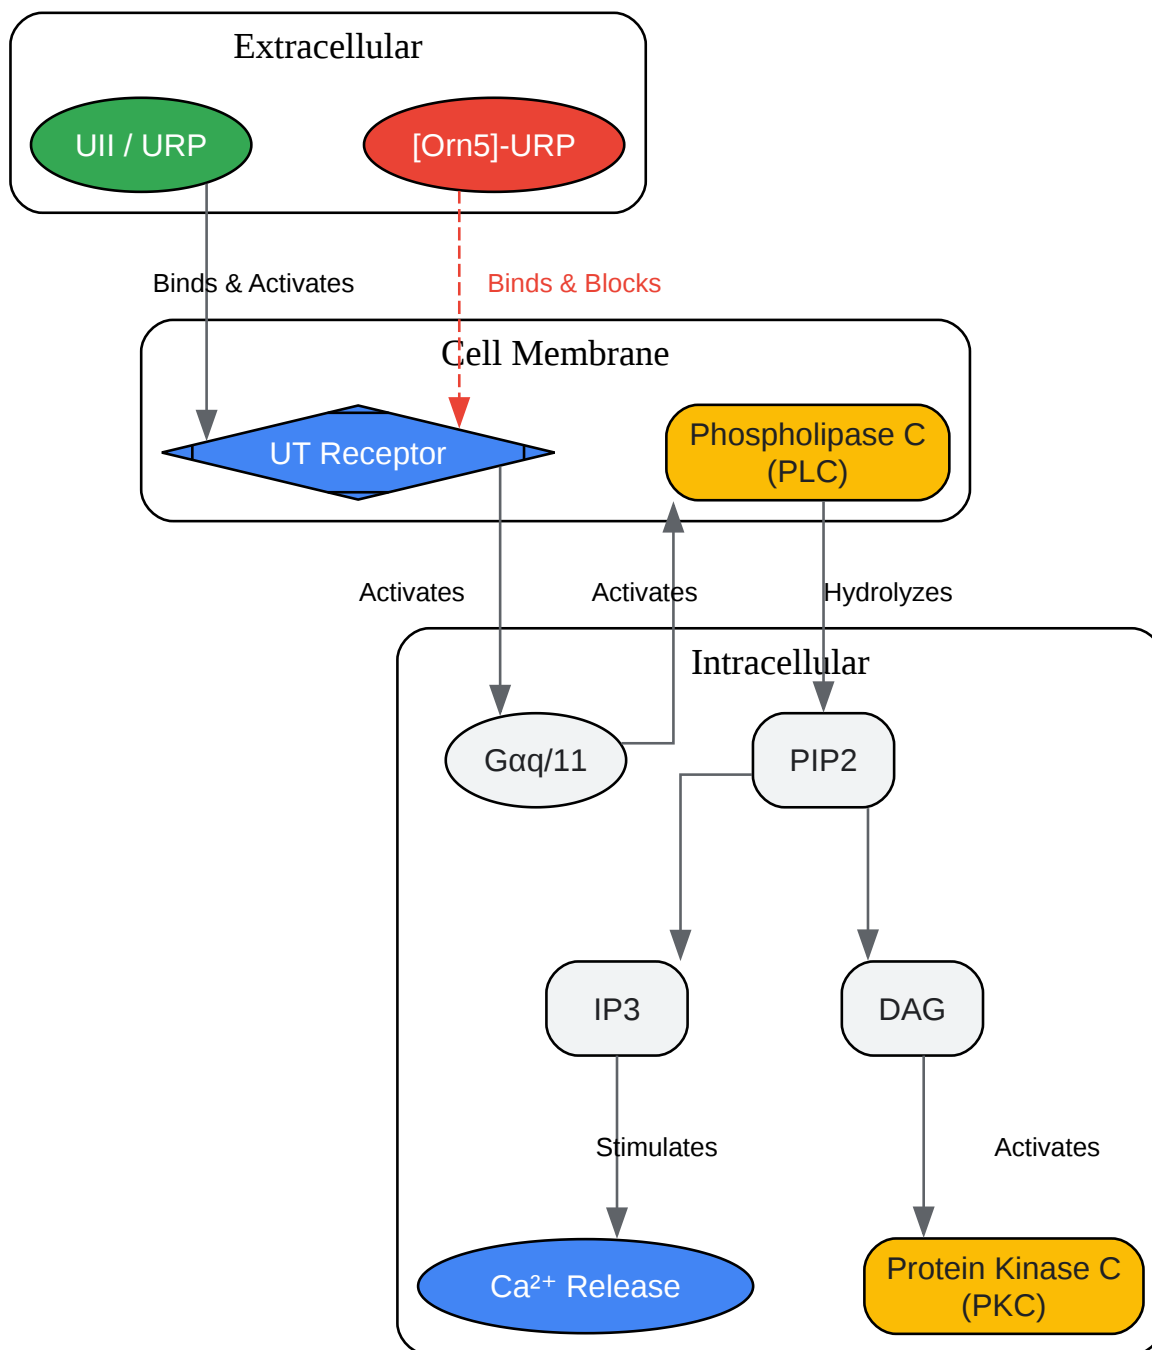 Extracellular
UII / URP
[Orn5]-URP
Binds & Activates
Binds & Blocks
Cell Membrane
UT Receptor
Phospholipase C
(PLC)
Activates
Activates
Hydrolyzes
Intracellular
Gαq/11
PIP2
IP3
DAG
Stimulates
Activates
Ca²⁺ Release
Protein Kinase C
(PKC)